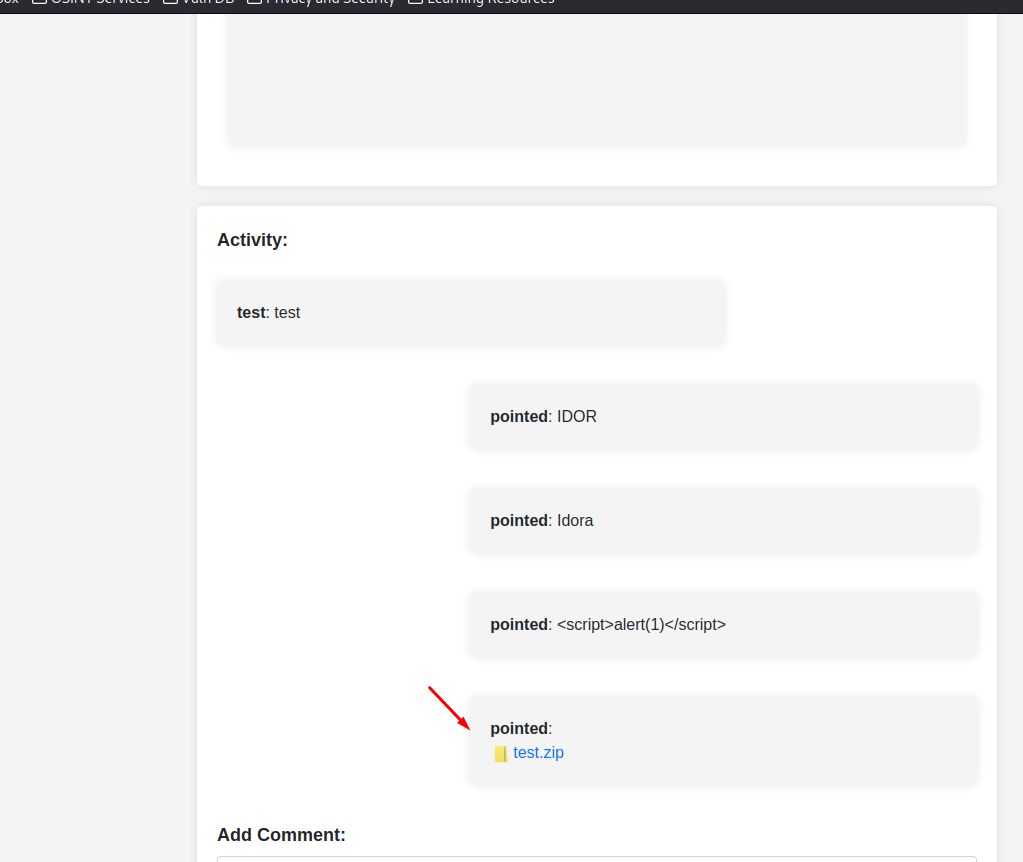 box OSINT Services Vuln DB Privacy and Security Learning Resources
Activity:
test: test
pointed: IDOR
pointed: Idora
pointed: <script>alert(1)</script>
pointed:
test.zip
Add Comment: